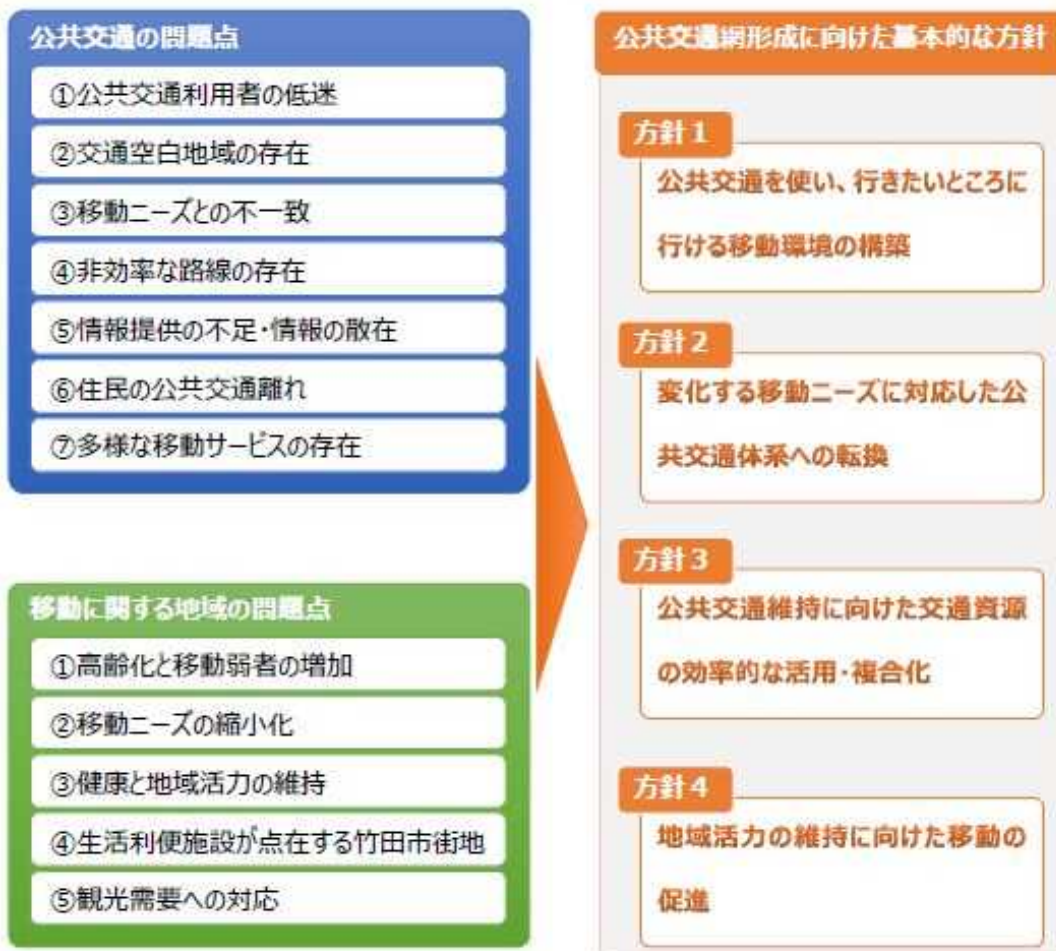 公共交通の問題点
①公共交通利用者の低迷
②交通空白地域の存在
③移動ニーズとの不一致
④非効率な路線の存在
⑤情報提供の不足・情報の散在
⑥住民の公共交通離れ
⑦多様な移動サービスの存在
移動に関する地域の問題点
①高齢化と移動弱者の増加
②移動ニーズの縮小化
③健康と地域活力の維持
④生活利便施設が点在する竹田市街地
⑤観光需要への対応
公共交通網形成に向けた基本的な方針
方針1
公共交通を使い、行きたいところに
行ける移動環境の構築
方針2
変化する移動ニーズに対応した公
共交通体系への転換
方針3
公共交通維持に向けた交通資源
の効率的な活用・複合化
方針4
地域活力の維持に向けた移動の
促進